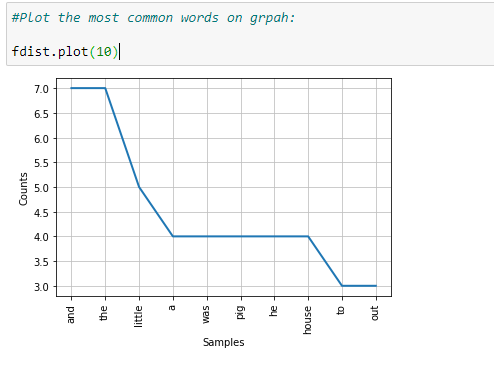 #Plot the most common words on grpah:
fdist.plot(10)
7.0
6.5
6.0
5.5
5.0
4.5
4.0
3.5
3.0
Counts
and
the
little
a
was
pig
he
house
to
out
Samples